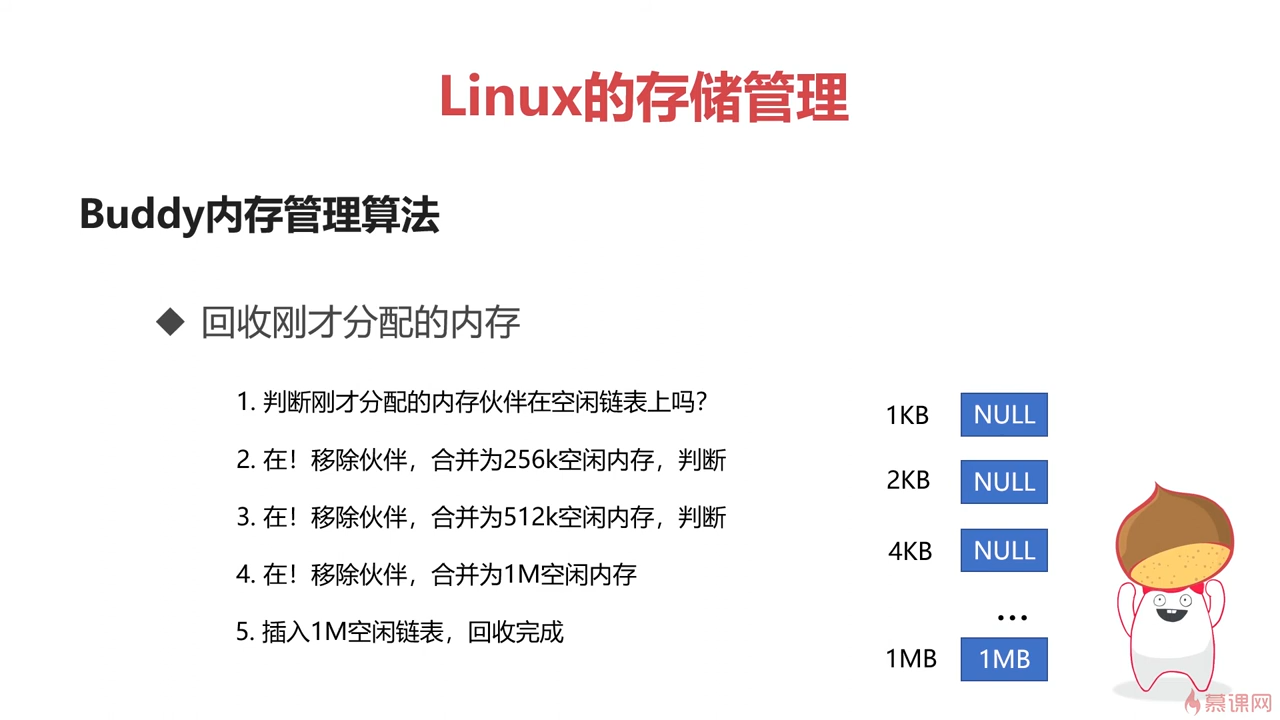 Linux的存储管理
Buddy内存管理算法
◆ 回收刚才分配的内存
1. 判断刚才分配的内存伙伴在空闲链表上吗？
2. 在！移除伙伴，合并为256k空闲内存，判断
3. 在！移除伙伴，合并为512k空闲内存，判断
4. 在！移除伙伴，合并为1M空闲内存
5. 插入1M空闲链表，回收完成
1KB NULL
2KB NULL
4KB NULL
...
1MB 1MB
慕课网